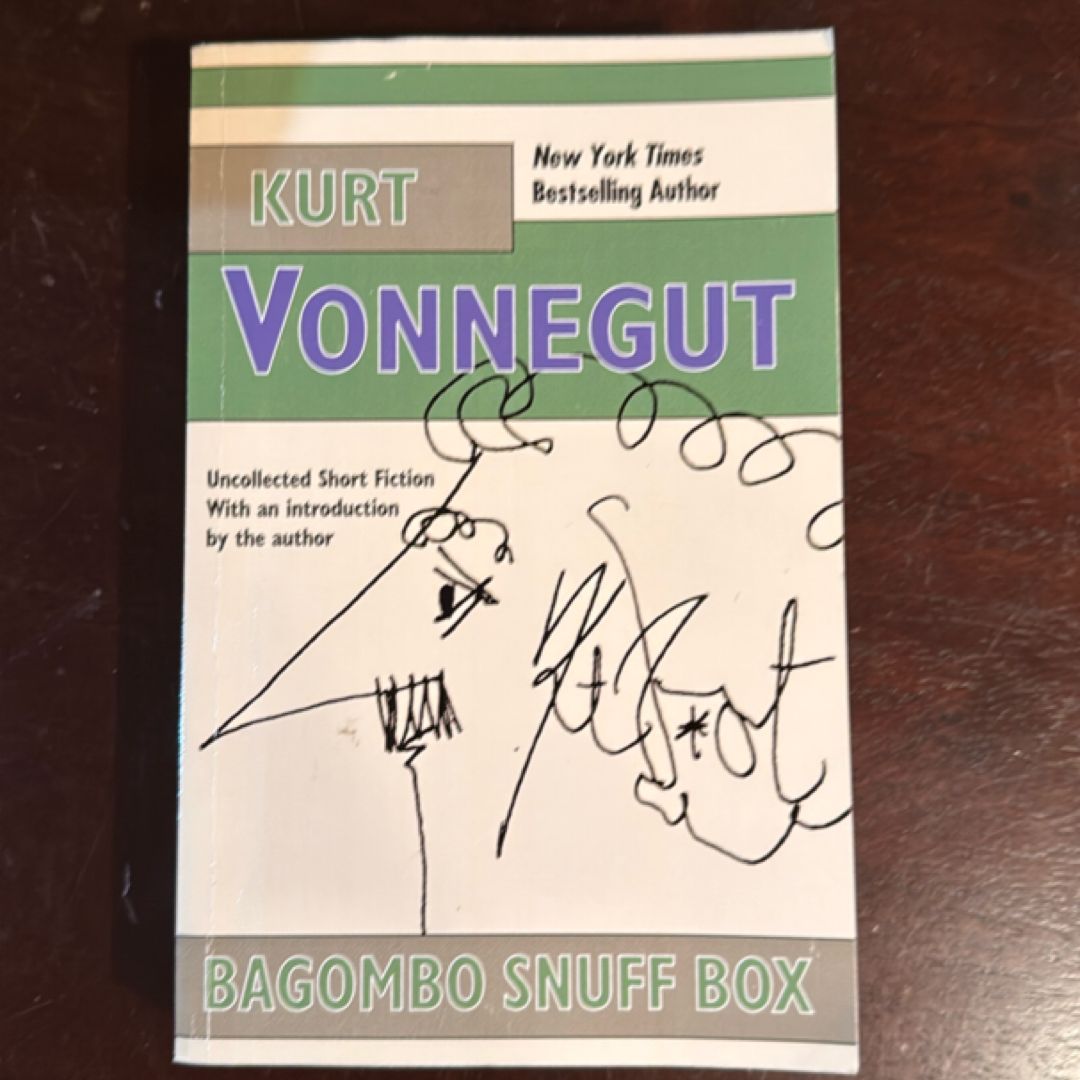 KURT
New York Times
Bestselling Author
VONNEGUT
Uncollected Short Fiction
With an introduction
by the author
BAGOMBO SNUFF BOX